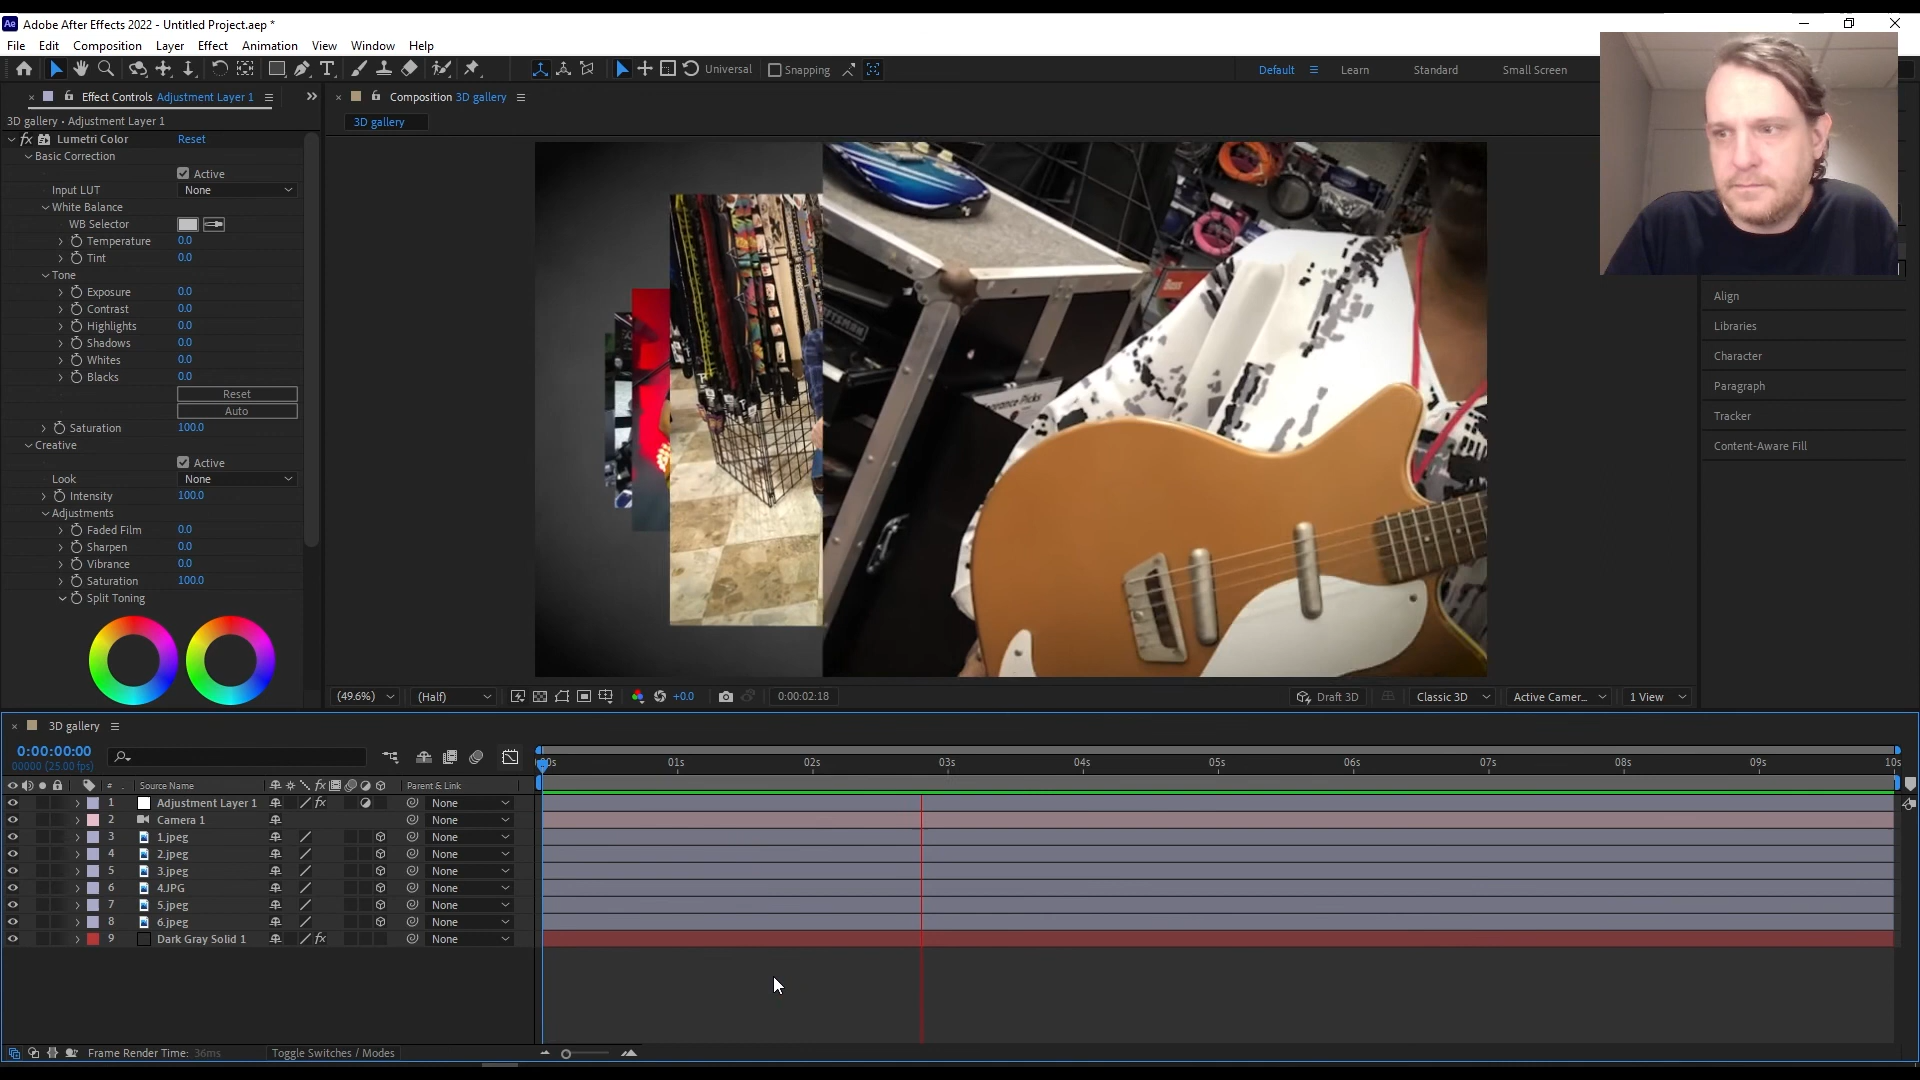 Ae Adobe After Effects 2022 - Untitled Project.aep *
File Edit Composition Layer Effect Animation View Window Help
Universal Snapping Default Learn Standard Small Screen
Effect Controls Adjustment Layer 1
Composition 3D gallery
3D gallery • Adjustment Layer 1
3D gallery
fx Lumetri Color Reset
Basic Correction
Active
Input LUT None
White Balance
WB Selector
Temperature 0.0
Tint 0.0
Tone
Exposure 0.0
Contrast 0.0
Highlights 0.0
Shadows 0.0
Whites 0.0
Blacks 0.0
Reset
Auto
Saturation 100.0
Creative
Active
Look None
Intensity 100.0
Adjustments
Faded Film 0.0
Sharpen 0.0
Vibrance 0.0
Saturation 100.0
Split Toning
Bass
Picks
Align
Libraries
Character
Paragraph
Tracker
Content-Aware Fill
(49.6%) (Half) +0.0 0:00:02:18 Draft 3D Classic 3D Active Camer... 1 View
3D gallery
0:00:00:00
00000 (25.00 fps)
00s 01s 02s 03s 04s 05s 06s 07s 08s 09s 10s
# Source Name fx Parent & Link
1 Adjustment Layer 1 fx None
2 Camera 1 None
3 1.jpeg None
4 2.jpeg None
5 3.jpeg None
6 4.JPG None
7 5.jpeg None
8 6.jpeg None
9 Dark Gray Solid 1 fx None
Frame Render Time: 36ms Toggle Switches / Modes